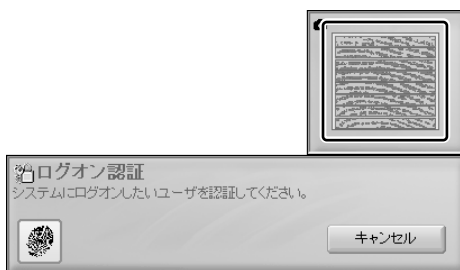 ログオン認証
システムにログオンしたいユーザを認証してください。
キャンセル